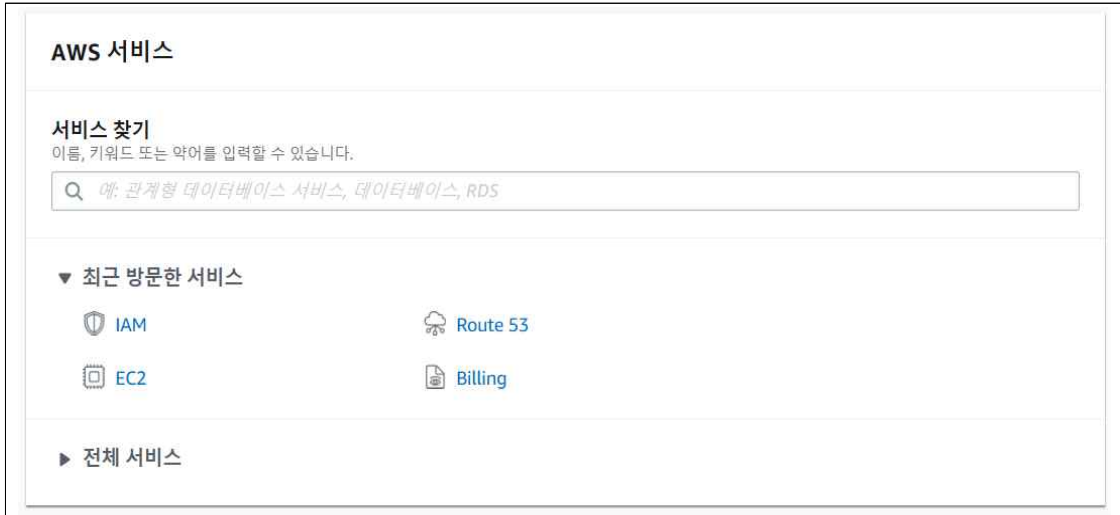 AWS 서비스
서비스 찾기
이름, 키워드 또는 약어를 입력할 수 있습니다.
예: 관계형 데이터베이스 서비스, 데이터베이스, RDS
▼ 최근 방문한 서비스
IAM
Route 53
EC2
Billing
▶ 전체 서비스